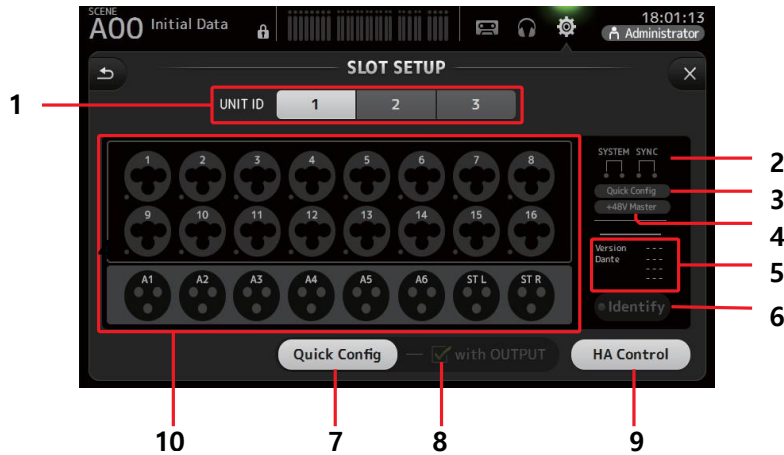 SCENE
A00 Initial Data
18:01:13
Administrator
SLOT SETUP
1
UNIT ID 1 2 3
1 2 3 4 5 6 7 8
SYSTEM SYNC
2
Quick Config
3
9 10 11 12 13 14 15 16
+48V Master
4
Version ---
Dante ---
---
---
5
A1 A2 A3 A4 A5 A6 ST L ST R
Identify
6
Quick Config with OUTPUT HA Control
10 7 8 9